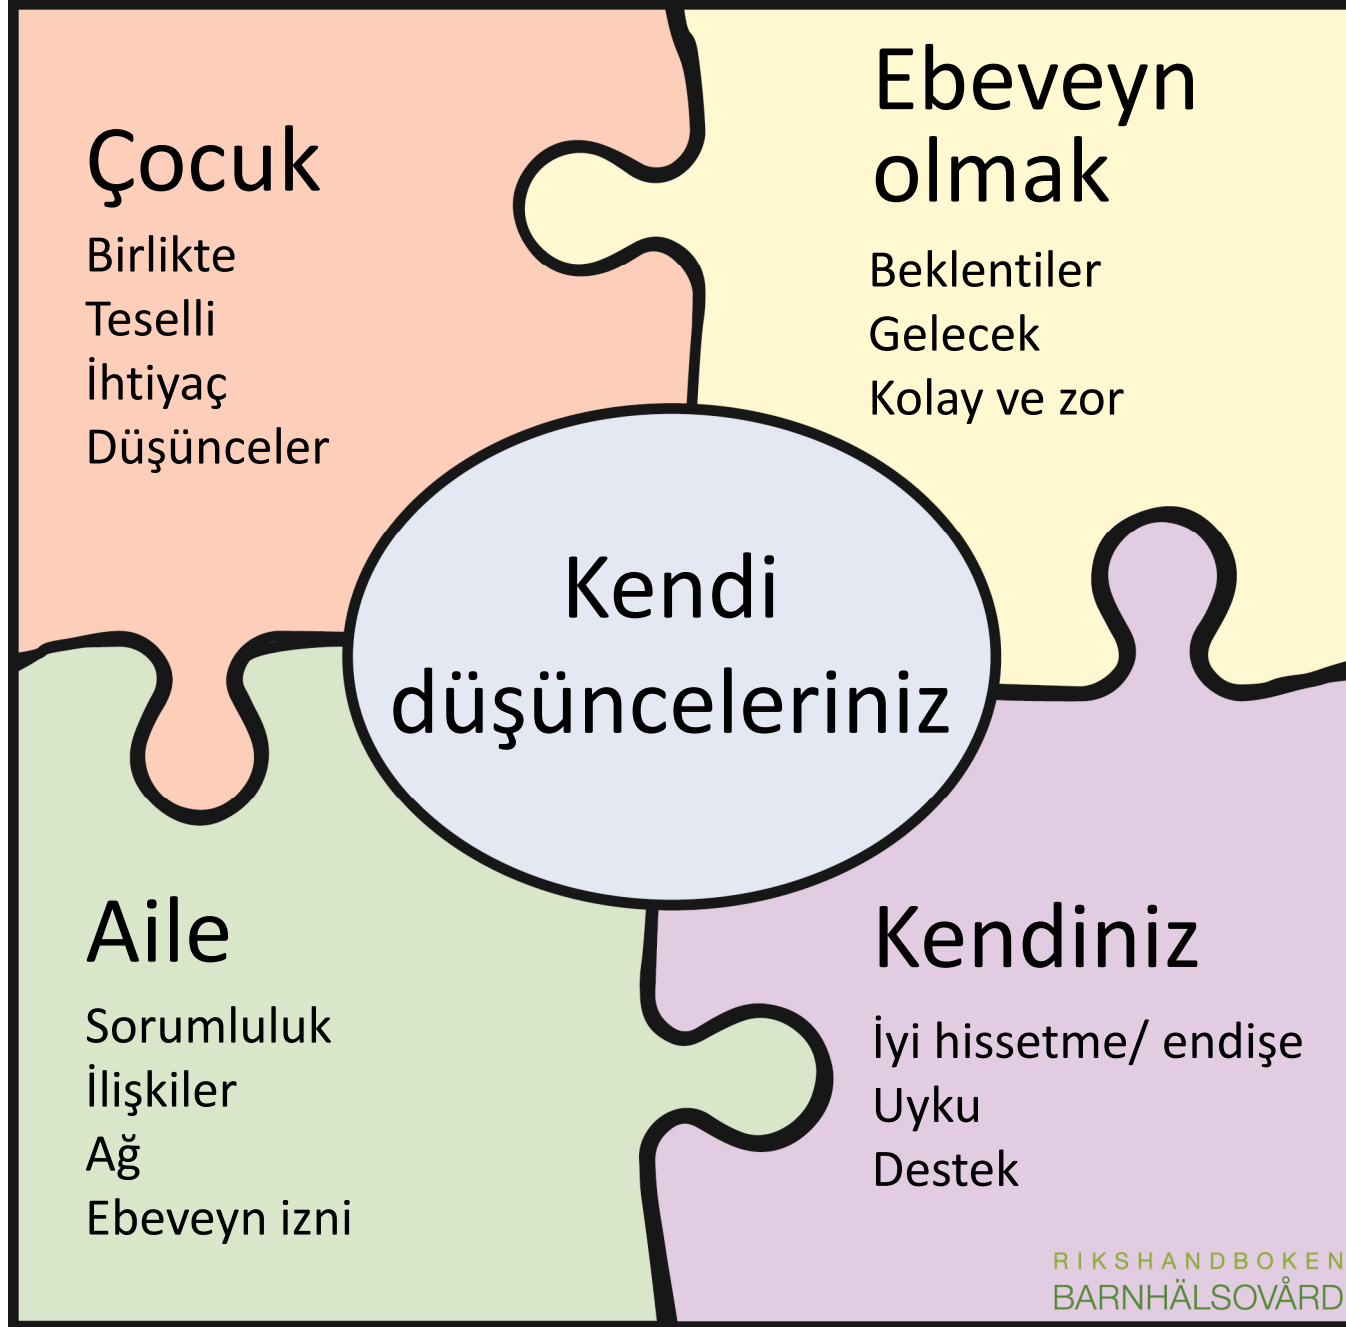 Çocuk
Birlikte
Teselli
İhtiyaç
Düşünceler
Ebeveyn
olmak
Beklentiler
Gelecek
Kolay ve zor
Kendi
düşünceleriniz
Aile
Sorumluluk
İlişkiler
Ağ
Ebeveyn izni
Kendiniz
İyi hissetme/ endişe
Uyku
Destek
RIKSHANDBOKEN
BARNHÄLSOVÅRD